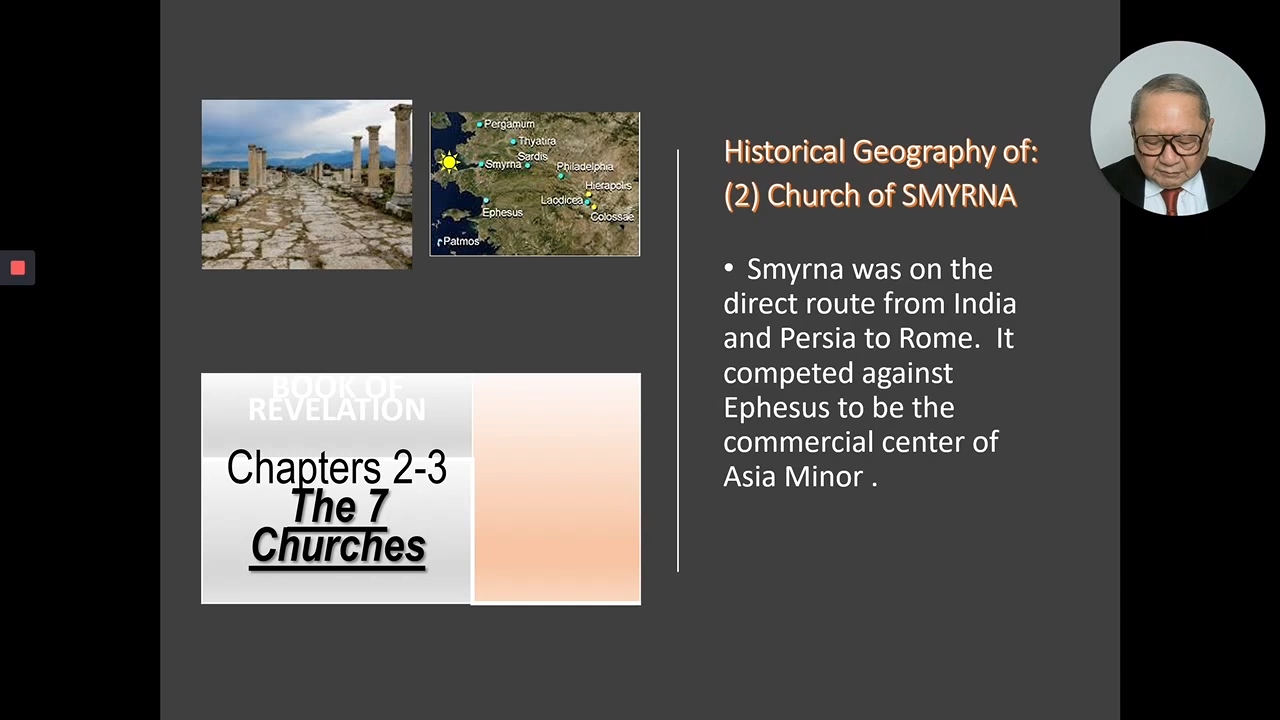 Pergamum
Thyatira
Sardis
Smyrna
Philadelphia
Hierapolis
Laodicea
Ephesus
Colossae
Patmos
BOOK OF
REVELATION
Chapters 2-3
The 7
Churches
Historical Geography of:
(2) Church of SMYRNA
• Smyrna was on the
direct route from India
and Persia to Rome.  It
competed against
Ephesus to be the
commercial center of
Asia Minor .